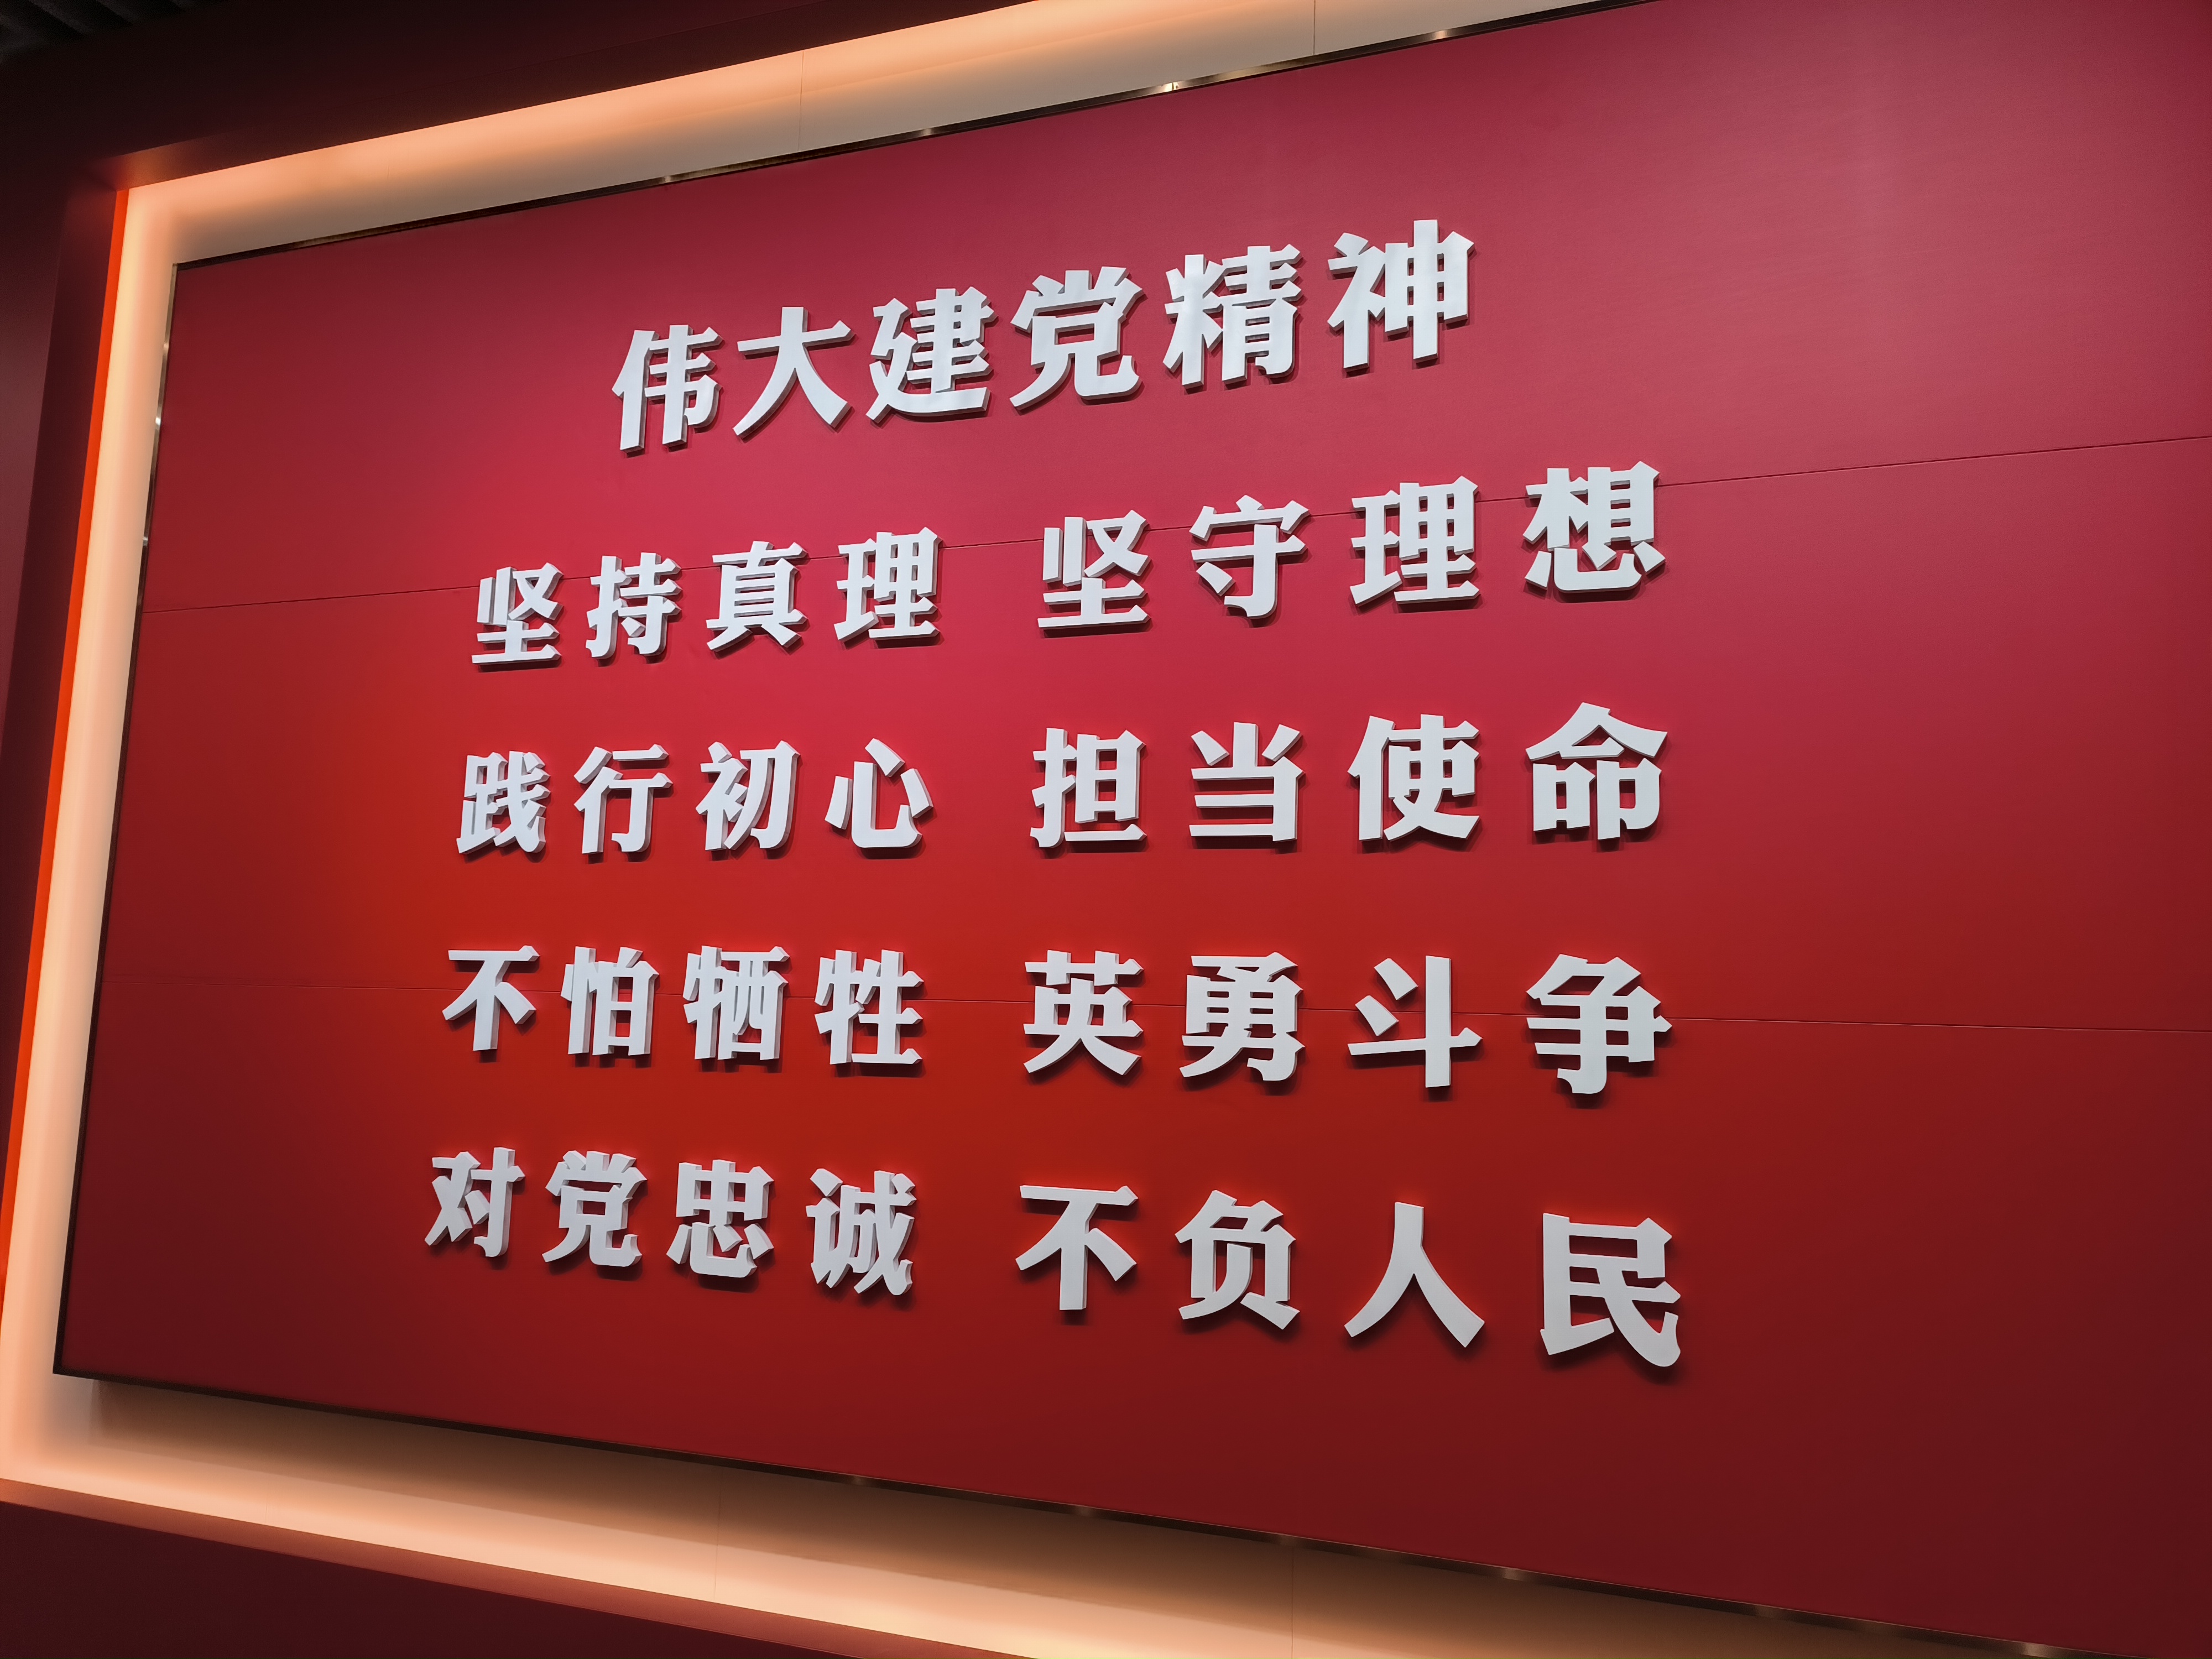 伟大建党精神
坚持真理 坚守理想
践行初心 担当使命
不怕牺牲 英勇斗争
对党忠诚 不负人民